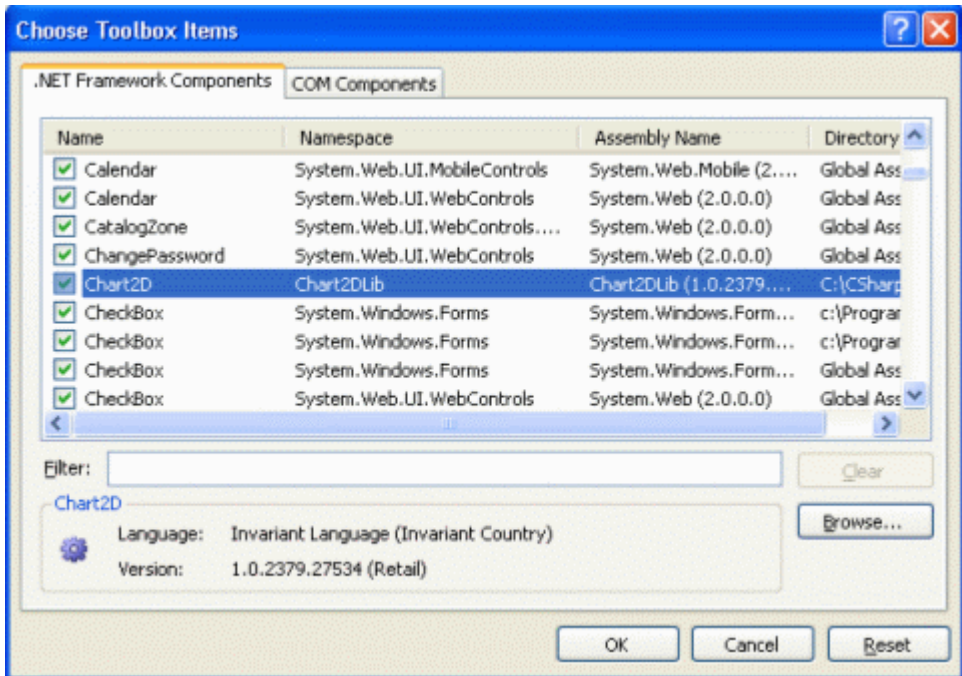 Choose Toolbox Items
.NET Framework Components COM Components
Name Namespace Assembly Name Directory
Calendar System.Web.UI.MobileControls System.Web.Mobile (2.... Global Ass
Calendar System.Web.UI.WebControls System.Web (2.0.0.0) Global Ass
CatalogZone System.Web.UI.WebControls.... System.Web (2.0.0.0) Global Ass
ChangePassword System.Web.UI.WebControls System.Web (2.0.0.0) Global Ass
Chart2D Chart2DLib Chart2DLib (1.0.2379.... C:\CSharp
CheckBox System.Windows.Forms System.Windows.Form... c:\Prograr
CheckBox System.Windows.Forms System.Windows.Form... c:\Prograr
CheckBox System.Windows.Forms System.Windows.Form... Global Ass
CheckBox System.Web.UI.WebControls System.Web (2.0.0.0) Global Ass
Filter: Clear
Chart2D
Browse...
Language: Invariant Language (Invariant Country)
Version: 1.0.2379.27534 (Retail)
OK Cancel Reset